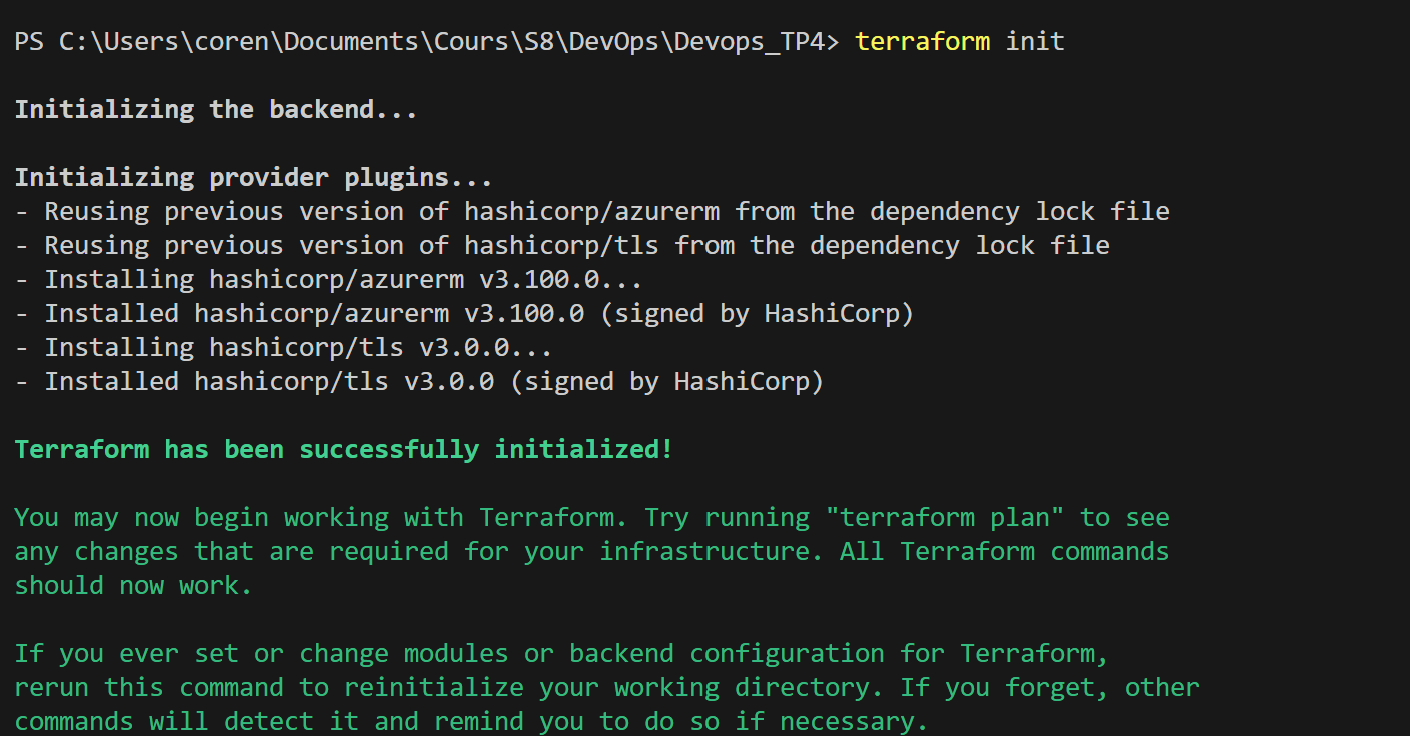 PS C:\Users\coren\Documents\Cours\S8\DevOps\Devops_TP4> terraform init
Initializing the backend...
Initializing provider plugins...
- Reusing previous version of hashicorp/azurerm from the dependency lock file
- Reusing previous version of hashicorp/tls from the dependency lock file
- Installing hashicorp/azurerm v3.100.0...
- Installed hashicorp/azurerm v3.100.0 (signed by HashiCorp)
- Installing hashicorp/tls v3.0.0...
- Installed hashicorp/tls v3.0.0 (signed by HashiCorp)
Terraform has been successfully initialized!
You may now begin working with Terraform. Try running "terraform plan" to see
any changes that are required for your infrastructure. All Terraform commands
should now work.
If you ever set or change modules or backend configuration for Terraform,
rerun this command to reinitialize your working directory. If you forget, other
commands will detect it and remind you to do so if necessary.